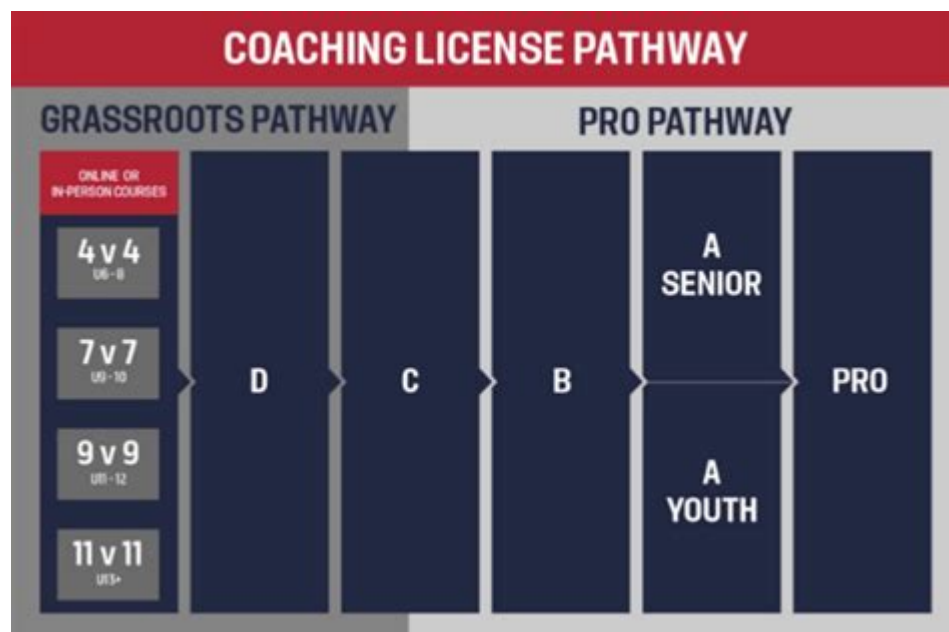 COACHING LICENSE PATHWAY
GRASSROOTS PATHWAY
PRO PATHWAY
ONLINE OR
IN-PERSON COURSES
4 v 4
U6-8
7 v 7
U9-10
9 v 9
U11-12
11 v 11
U13+
D
C
B
A
SENIOR
A
YOUTH
PRO